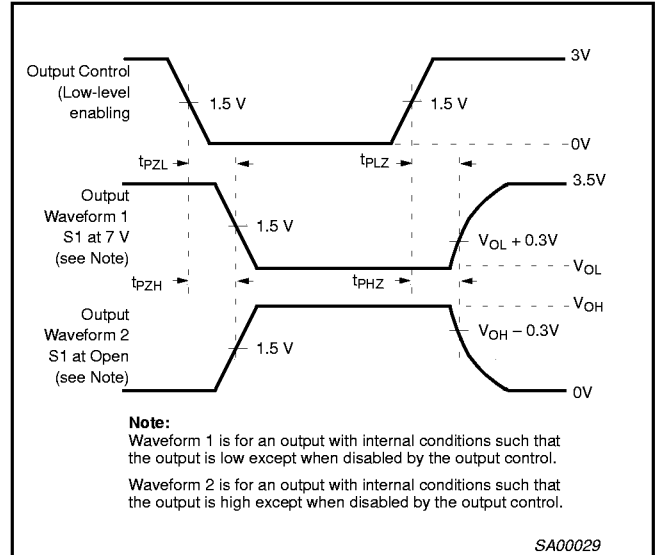 3V
Output Control
(Low-level
enabling
1.5 V
1.5 V
0V
tPZL
tPLZ
3.5V
Output
Waveform 1
S1 at 7 V
(see Note)
1.5 V
VOL + 0.3V
VOL
tPZH
tPHZ
VOH
Output
Waveform 2
S1 at Open
(see Note)
1.5 V
VOH – 0.3V
0V
Note:
Waveform 1 is for an output with internal conditions such that
the output is low except when disabled by the output control.
Waveform 2 is for an output with internal conditions such that
the output is high except when disabled by the output control.
SA00029